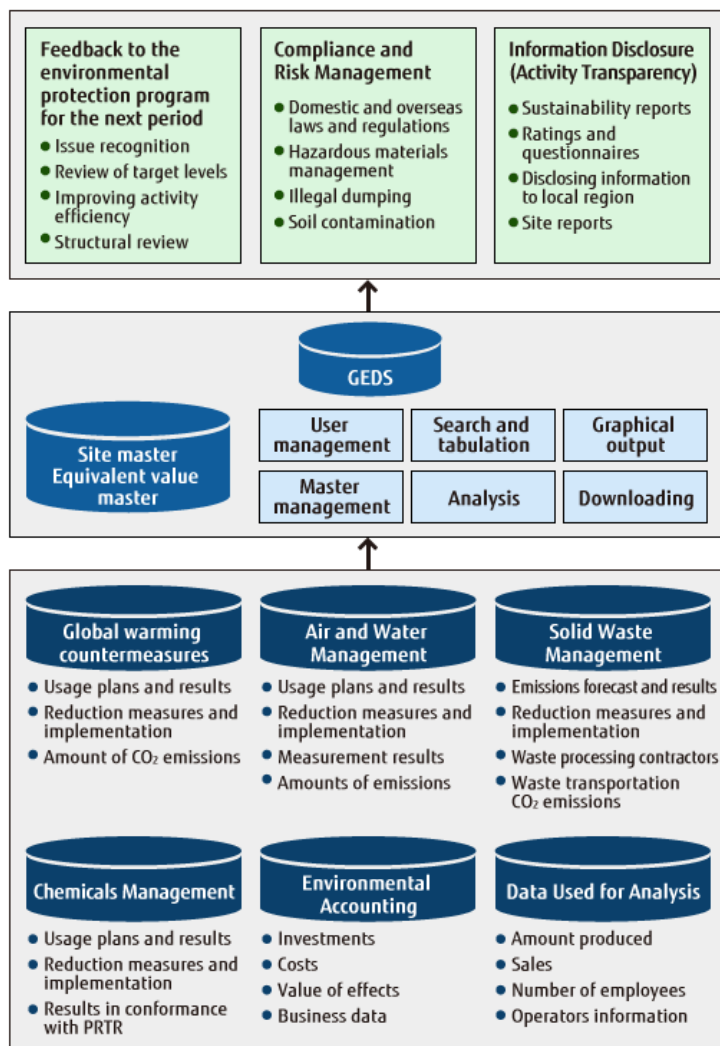 Feedback to the
environmental
protection program
for the next period
• Issue recognition
• Review of target levels
• Improving activity
efficiency
• Structural review
Compliance and
Risk Management
• Domestic and overseas
laws and regulations
• Hazardous materials
management
• Illegal dumping
• Soil contamination
Information Disclosure
(Activity Transparency)
• Sustainability reports
• Ratings and
questionnaires
• Disclosing information
to local region
• Site reports
GEDS
Site master
Equivalent value
master
User
management
Search and
tabulation
Graphical
output
Master
management
Analysis
Downloading
Global warming
countermeasures
• Usage plans and results
• Reduction measures and
implementation
• Amount of CO₂ emissions
Air and Water
Management
• Usage plans and results
• Reduction measures and
implementation
• Measurement results
• Amounts of emissions
Solid Waste
Management
• Emissions forecast and results
• Reduction measures and
implementation
• Waste processing contractors
• Waste transportation
CO₂ emissions
Chemicals Management
• Usage plans and results
• Reduction measures and
implementation
• Results in conformance
with PRTR
Environmental
Accounting
• Investments
• Costs
• Value of effects
• Business data
Data Used for Analysis
• Amount produced
• Sales
• Number of employees
• Operators information